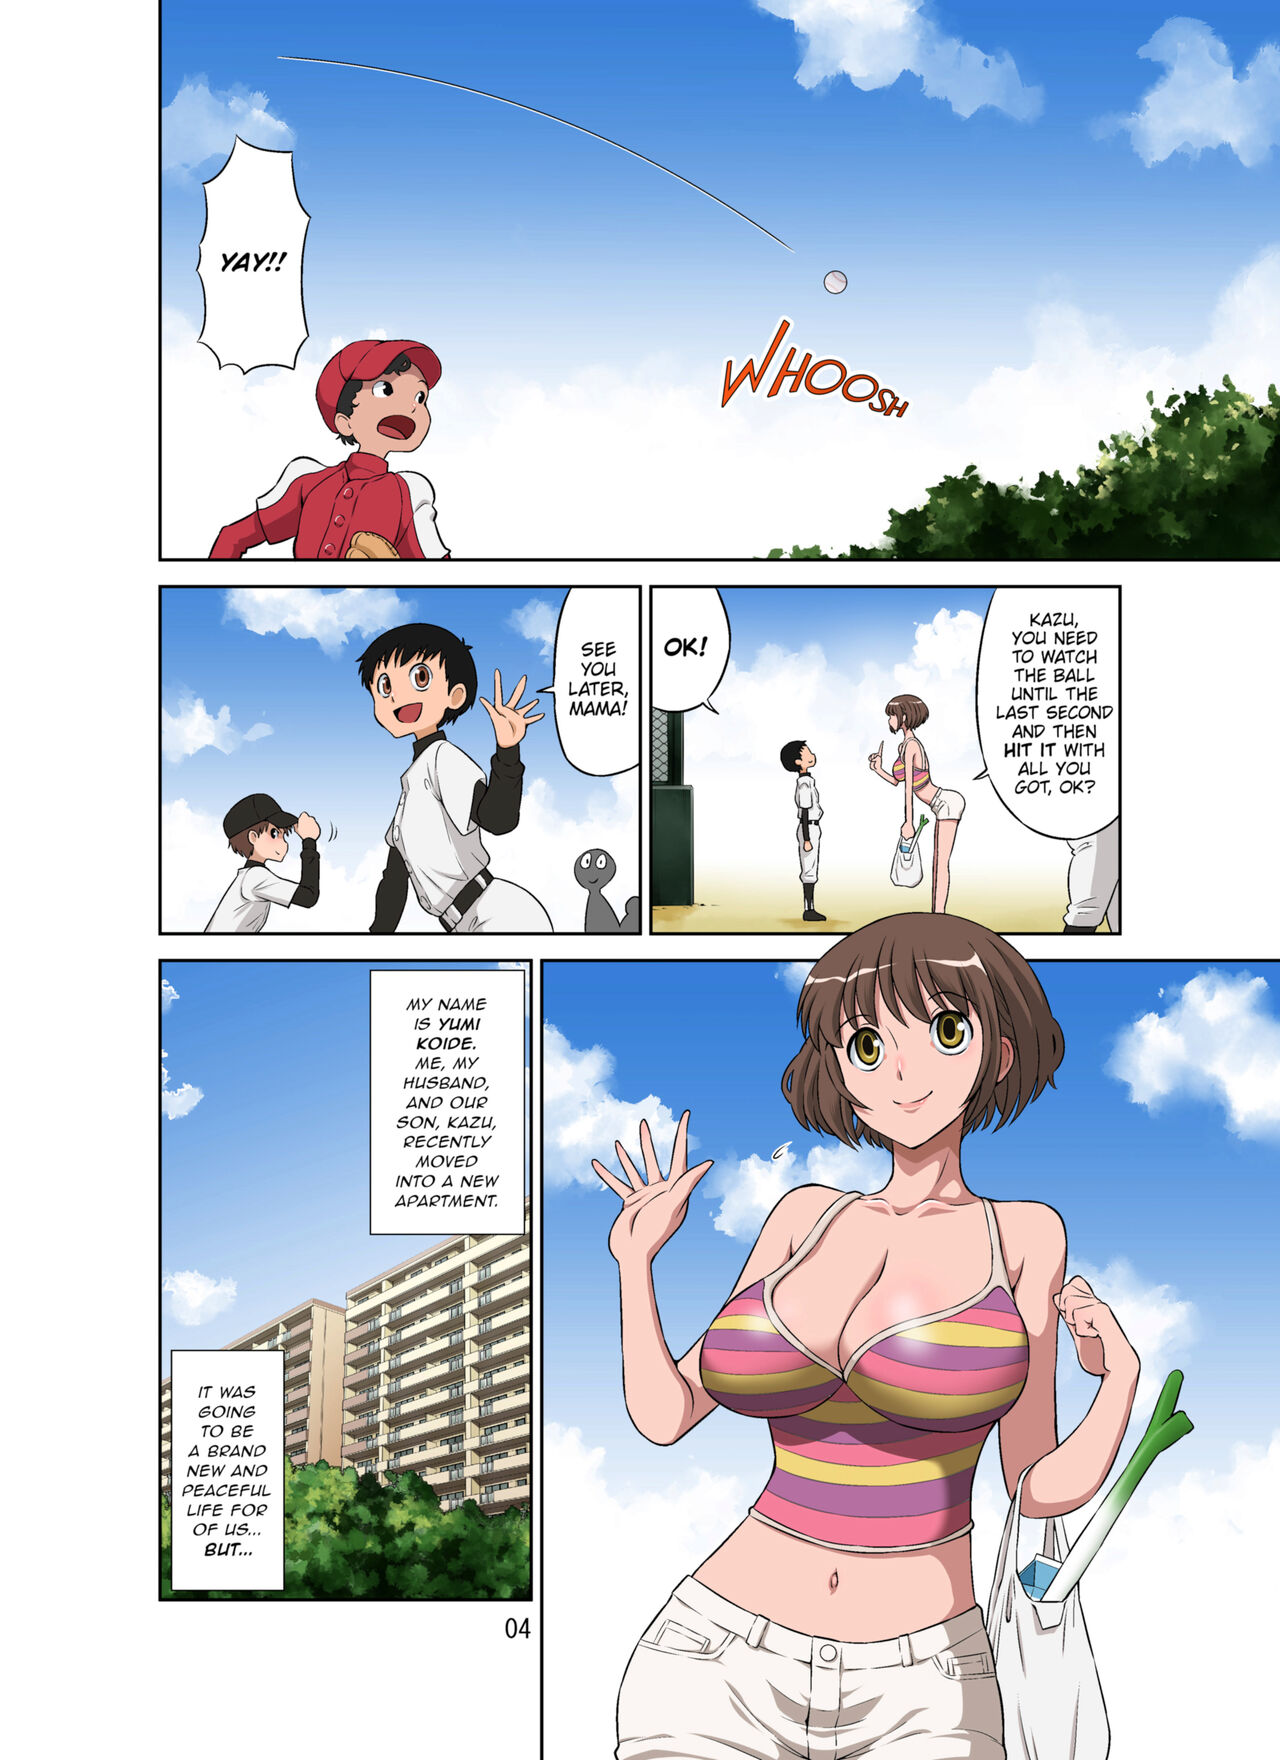 YAY!!
WHOOSH
KAZU,
YOU NEED
TO WATCH
THE BALL
UNTIL THE
LAST SECOND
AND THEN
HIT IT WITH
ALL YOU
GOT, OK?
OK!
SEE
YOU
LATER,
MAMA!
MY NAME
IS YUMI
KOIDE.
ME, MY
HUSBAND,
AND OUR
SON, KAZU,
RECENTLY
MOVED
INTO A NEW
APARTMENT.
IT WAS
GOING
TO BE
A BRAND
NEW AND
PEACEFUL
LIFE FOR
OF US...
BUT...
04